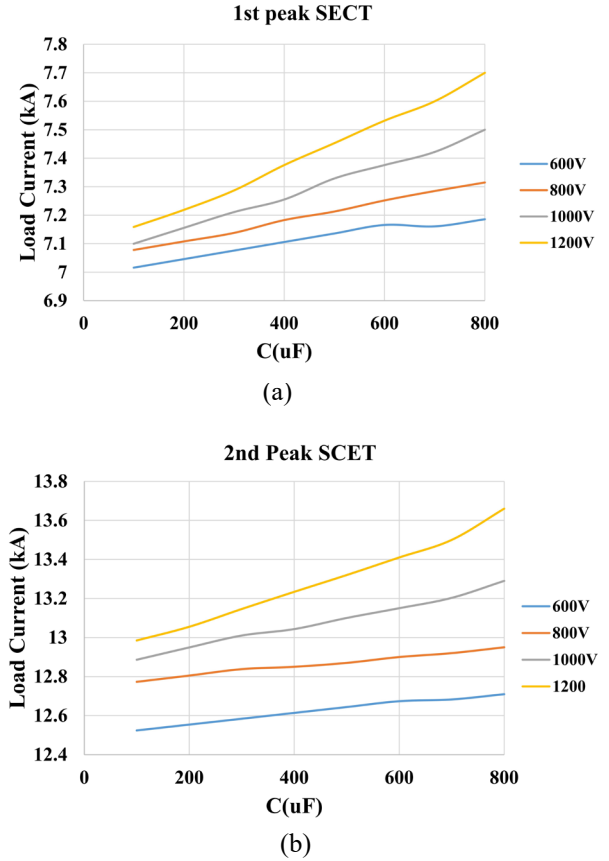 1st peak SECT
7.8
7.7
7.6
7.5
7.4
7.3
7.2
7.1
7
6.9
Load Current (kA)
0 200 400 600 800
C(uF)
600V
800V
1000V
1200V
(a)
2nd Peak SCET
13.8
13.6
13.4
13.2
13
12.8
12.6
12.4
Load Current (kA)
0 200 400 600 800
C(uF)
600V
800V
1000V
1200
(b)